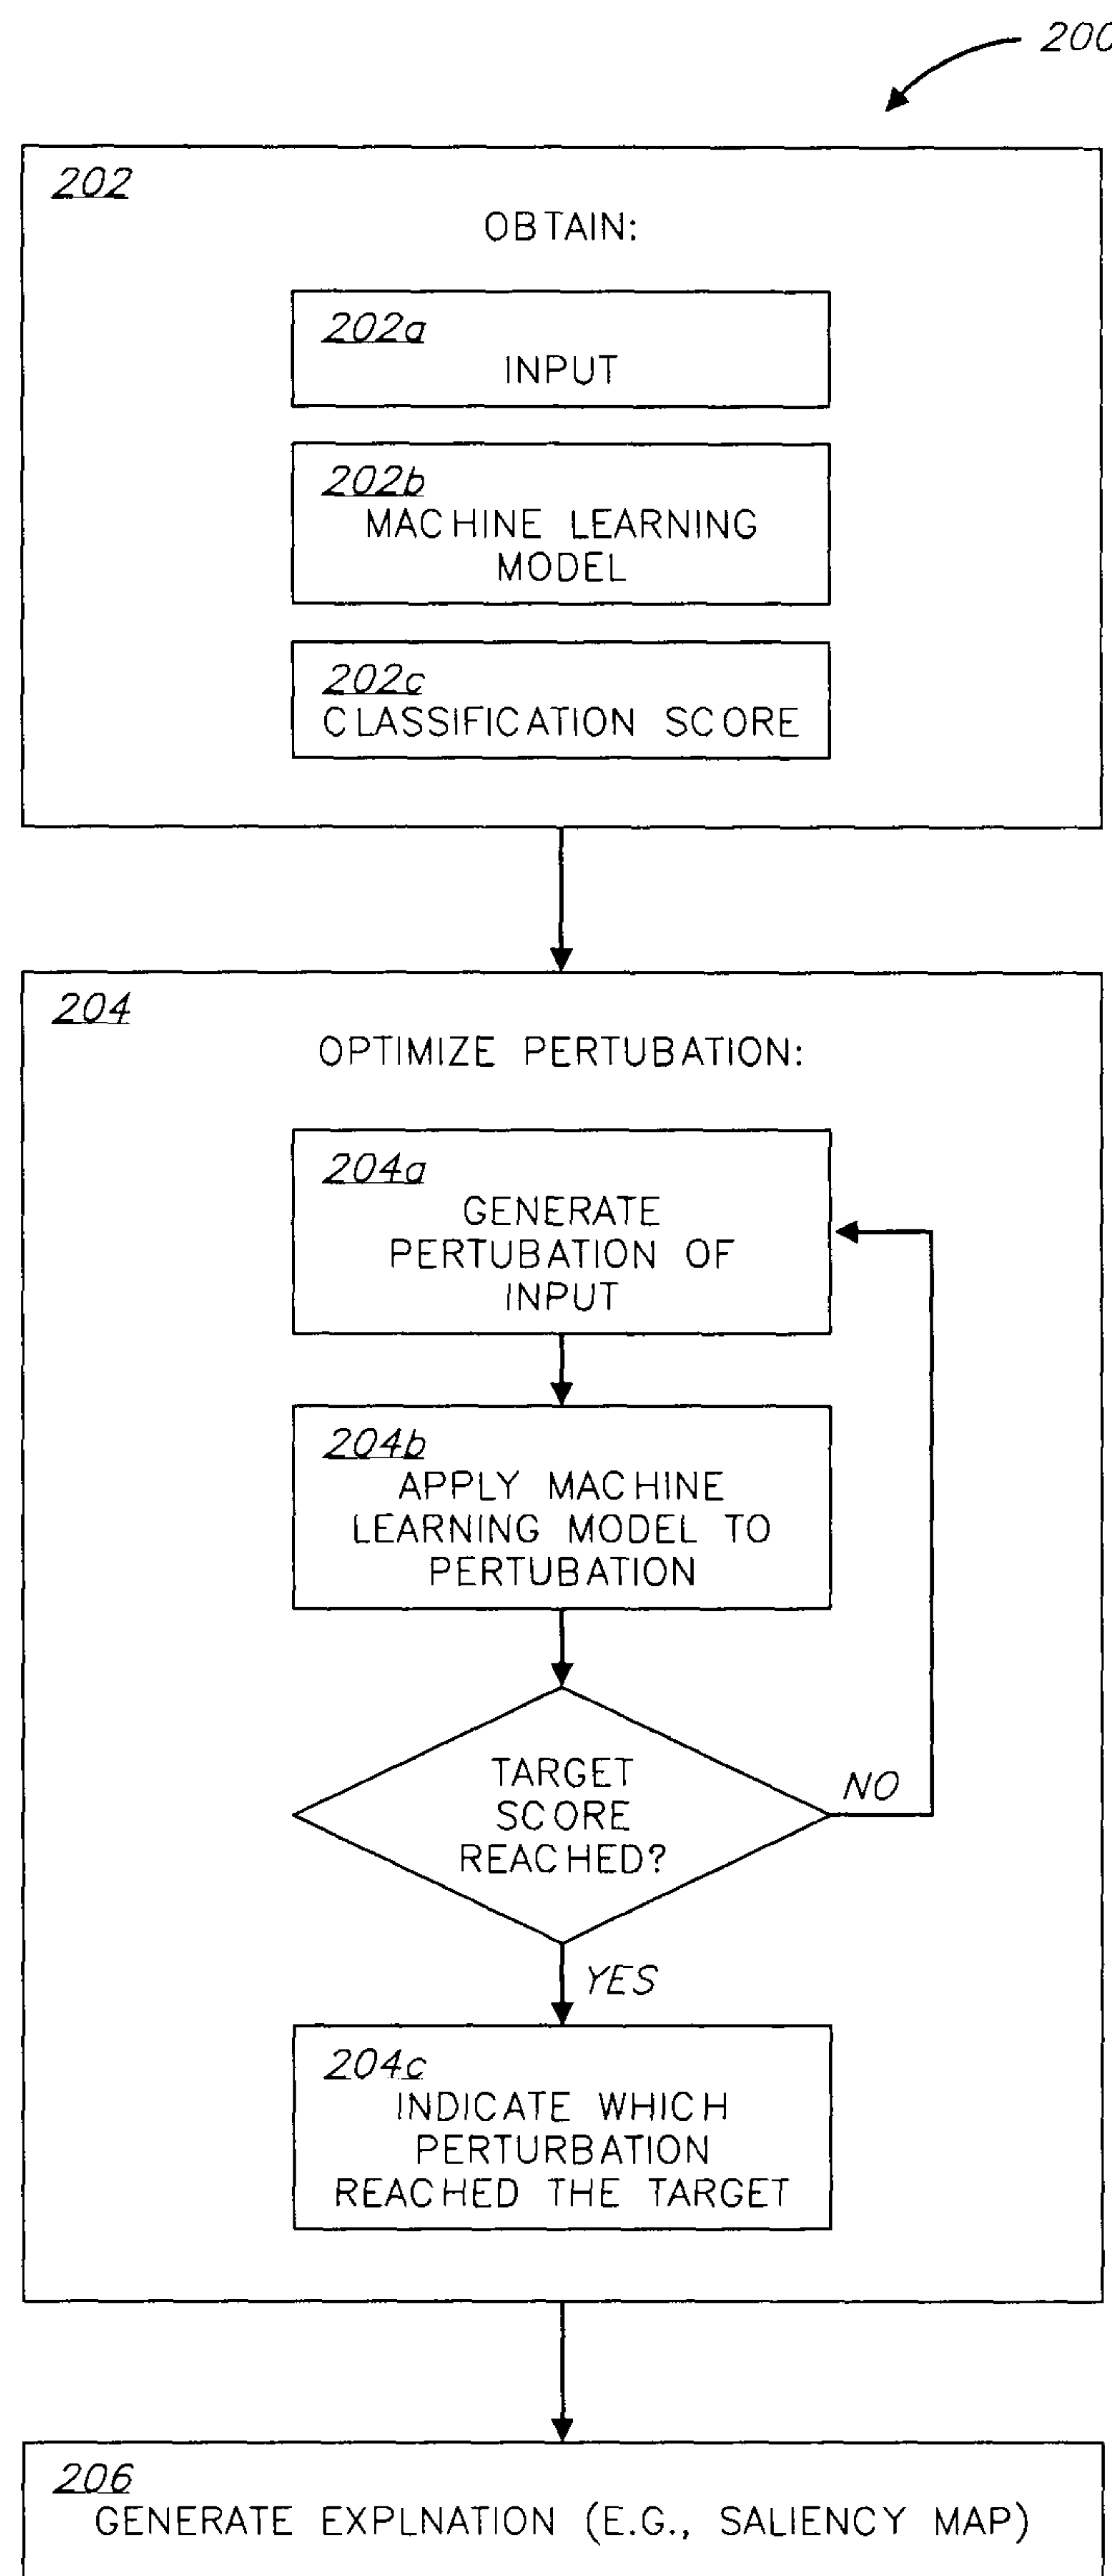 200
202
OBTAIN:
202a
INPUT
202b
MACHINE LEARNING
MODEL
202c
CLASSIFICATION SCORE
204
OPTIMIZE PERTUBATION:
204a
GENERATE
PERTUBATION OF
INPUT
204b
APPLY MACHINE
LEARNING MODEL TO
PERTUBATION
TARGET
SCORE
REACHED?
NO
YES
204c
INDICATE WHICH
PERTURBATION
REACHED THE TARGET
206
GENERATE EXPLNATION (E.G., SALIENCY MAP)